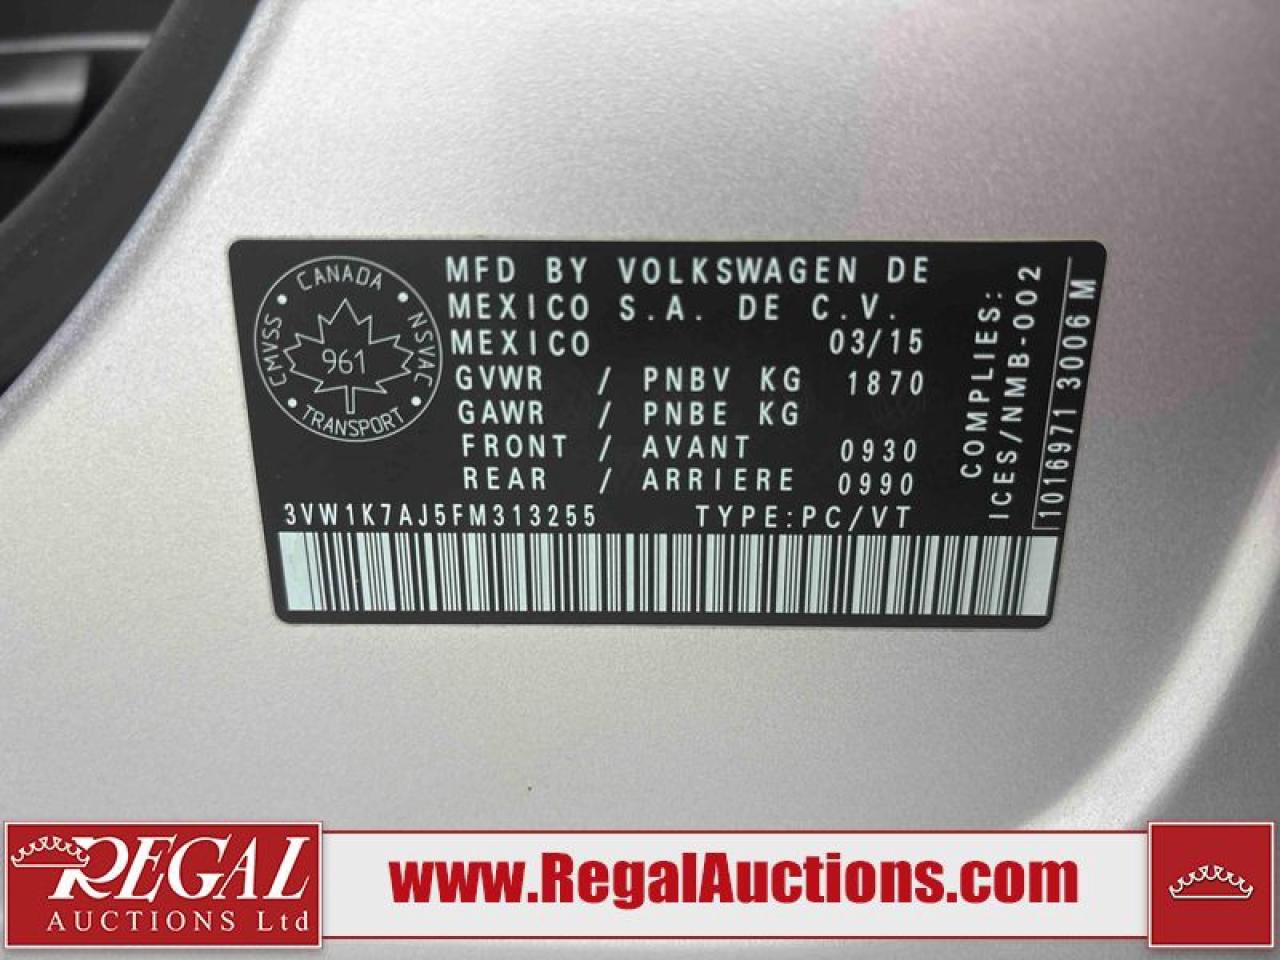 CANADA
CMVSS
NSVAC
961
TRANSPORT
MFD BY VOLKSWAGEN DE
MEXICO S.A. DE C.V.
MEXICO 03/15
GVWR / PNBV KG 1870
GAWR / PNBE KG
FRONT / AVANT 0930
REAR / ARRIERE 0990
3VW1K7AJ5FM313255 TYPE:PC/VT
COMPLIES:
ICES/NMB-002
1016971 3006 M
REGAL
AUCTIONS Ltd
www.RegalAuctions.com